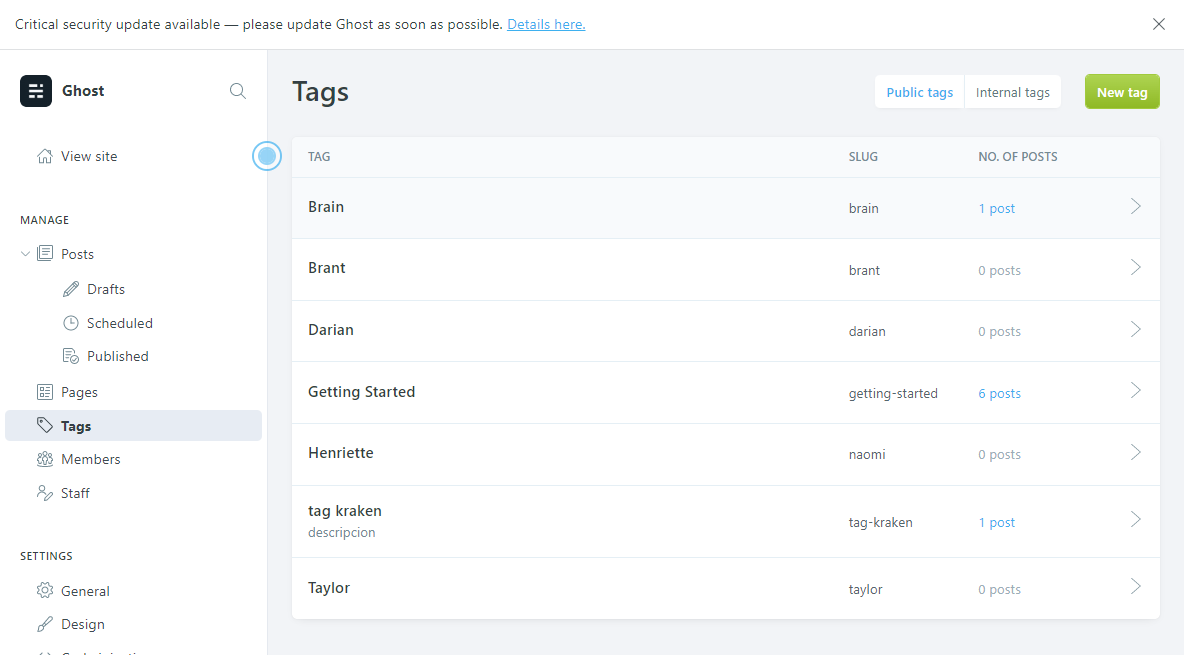 Critical security update available — please update Ghost as soon as possible. Details here.
Ghost
View site
MANAGE
Posts
Drafts
Scheduled
Published
Pages
Tags
Members
Staff
SETTINGS
General
Design
Tags
Public tags
Internal tags
New tag
TAG SLUG NO. OF POSTS
Brain brain 1 post
Brant brant 0 posts
Darian darian 0 posts
Getting Started getting-started 6 posts
Henriette naomi 0 posts
tag kraken tag-kraken 1 post
descripcion
Taylor taylor 0 posts